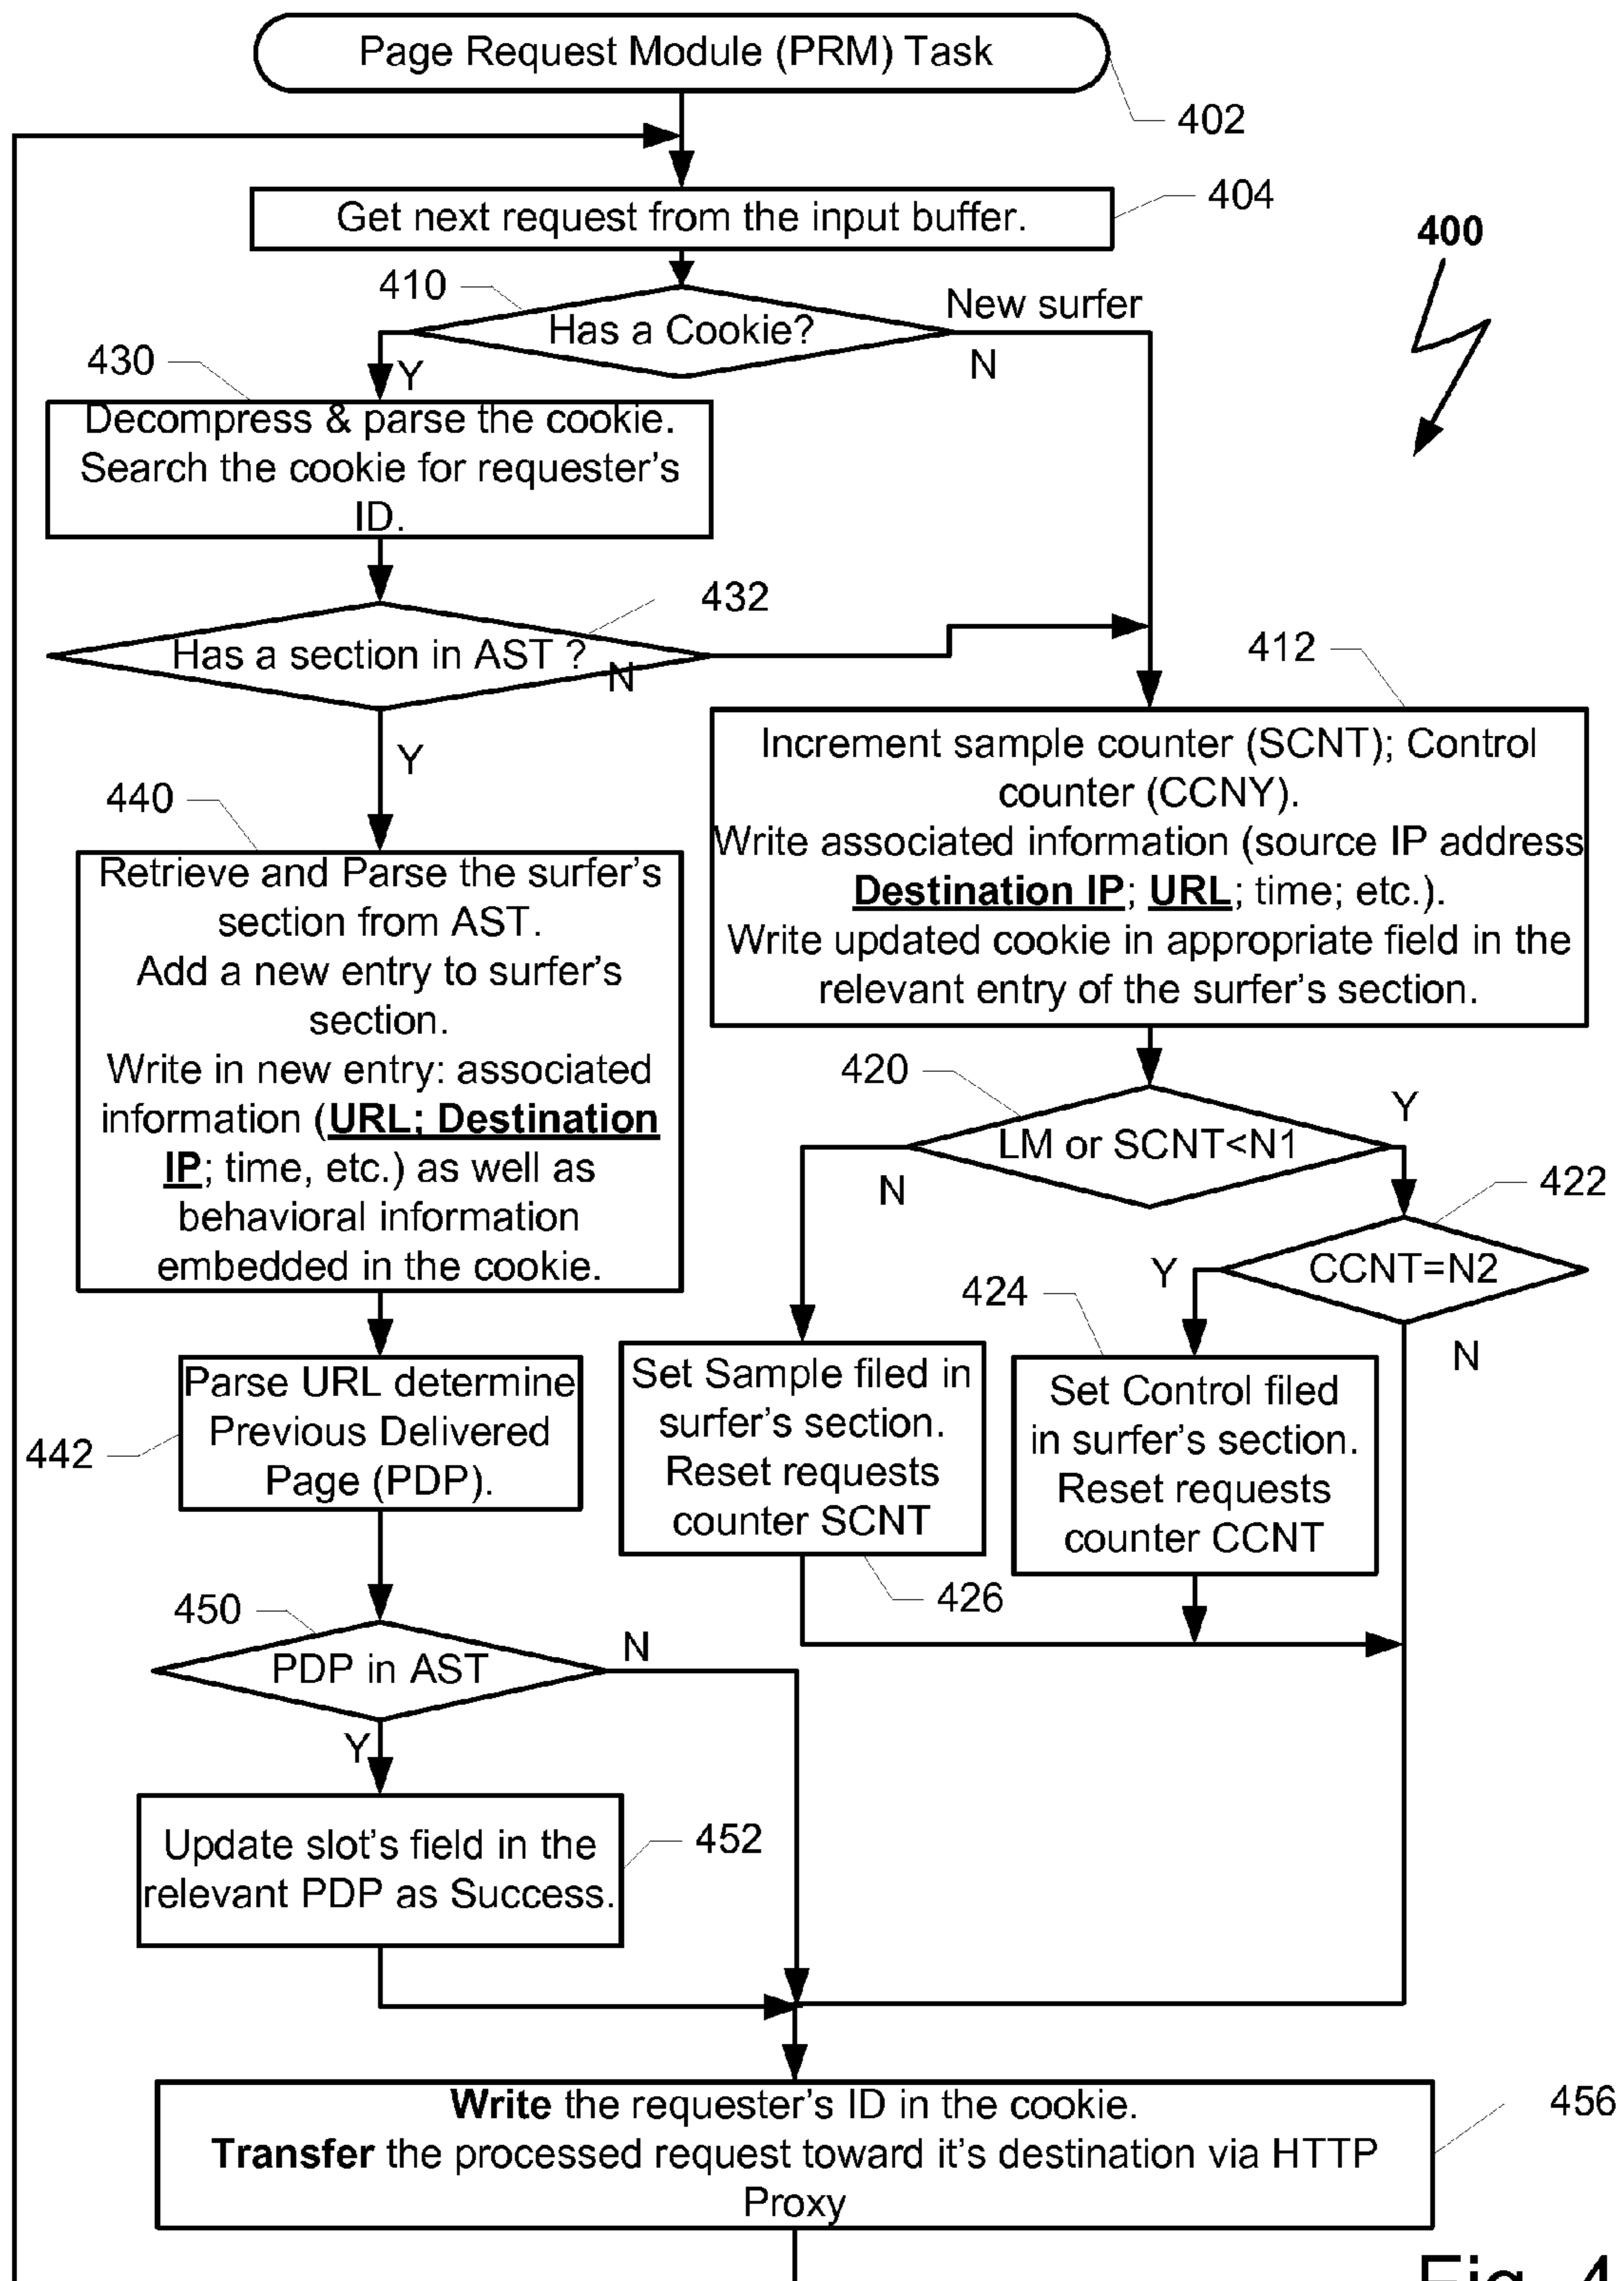 Page Request Module (PRM) Task
402
Get next request from the input buffer.
404
400
410
Has a Cookie?
New surfer
Y
N
430
Decompress & parse the cookie.
Search the cookie for requester's
ID.
432
Has a section in AST ?
N
Y
412
Increment sample counter (SCNT); Control
counter (CCNY).
Write associated information (source IP address
Destination IP; URL; time; etc.).
Write updated cookie in appropriate field in the
relevant entry of the surfer's section.
440
Retrieve and Parse the surfer's
section from AST.
Add a new entry to surfer's
section.
Write in new entry: associated
information (URL; Destination
IP; time, etc.) as well as
behavioral information
embedded in the cookie.
420
LM or SCNT<N1
Y
N
422
CCNT=N2
Y
N
424
Set Control filed
in surfer's section.
Reset requests
counter CCNT
Set Sample filed in
surfer's section.
Reset requests
counter SCNT
426
442
Parse URL determine
Previous Delivered
Page (PDP).
450
PDP in AST
N
Y
Update slot's field in the
relevant PDP as Success.
452
Write the requester's ID in the cookie.
Transfer the processed request toward it's destination via HTTP
Proxy
456
Fig. 4